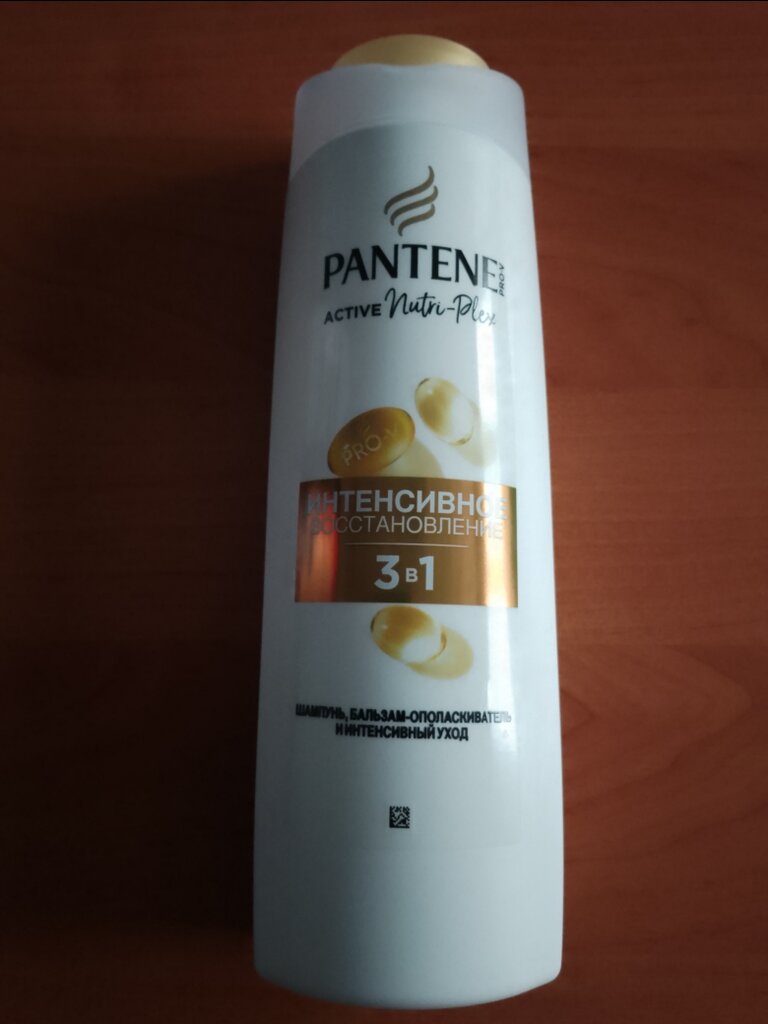 PANTENE
PRO-V
ACTIVE Nutri-Plex
PRO-V
ИНТЕНСИВНОЕ
ВОССТАНОВЛЕНИЕ
3 в 1
ШАМПУНЬ, БАЛЬЗАМ-ОПОЛАСКИВАТЕЛЬ
И ИНТЕНСИВНЫЙ УХОД